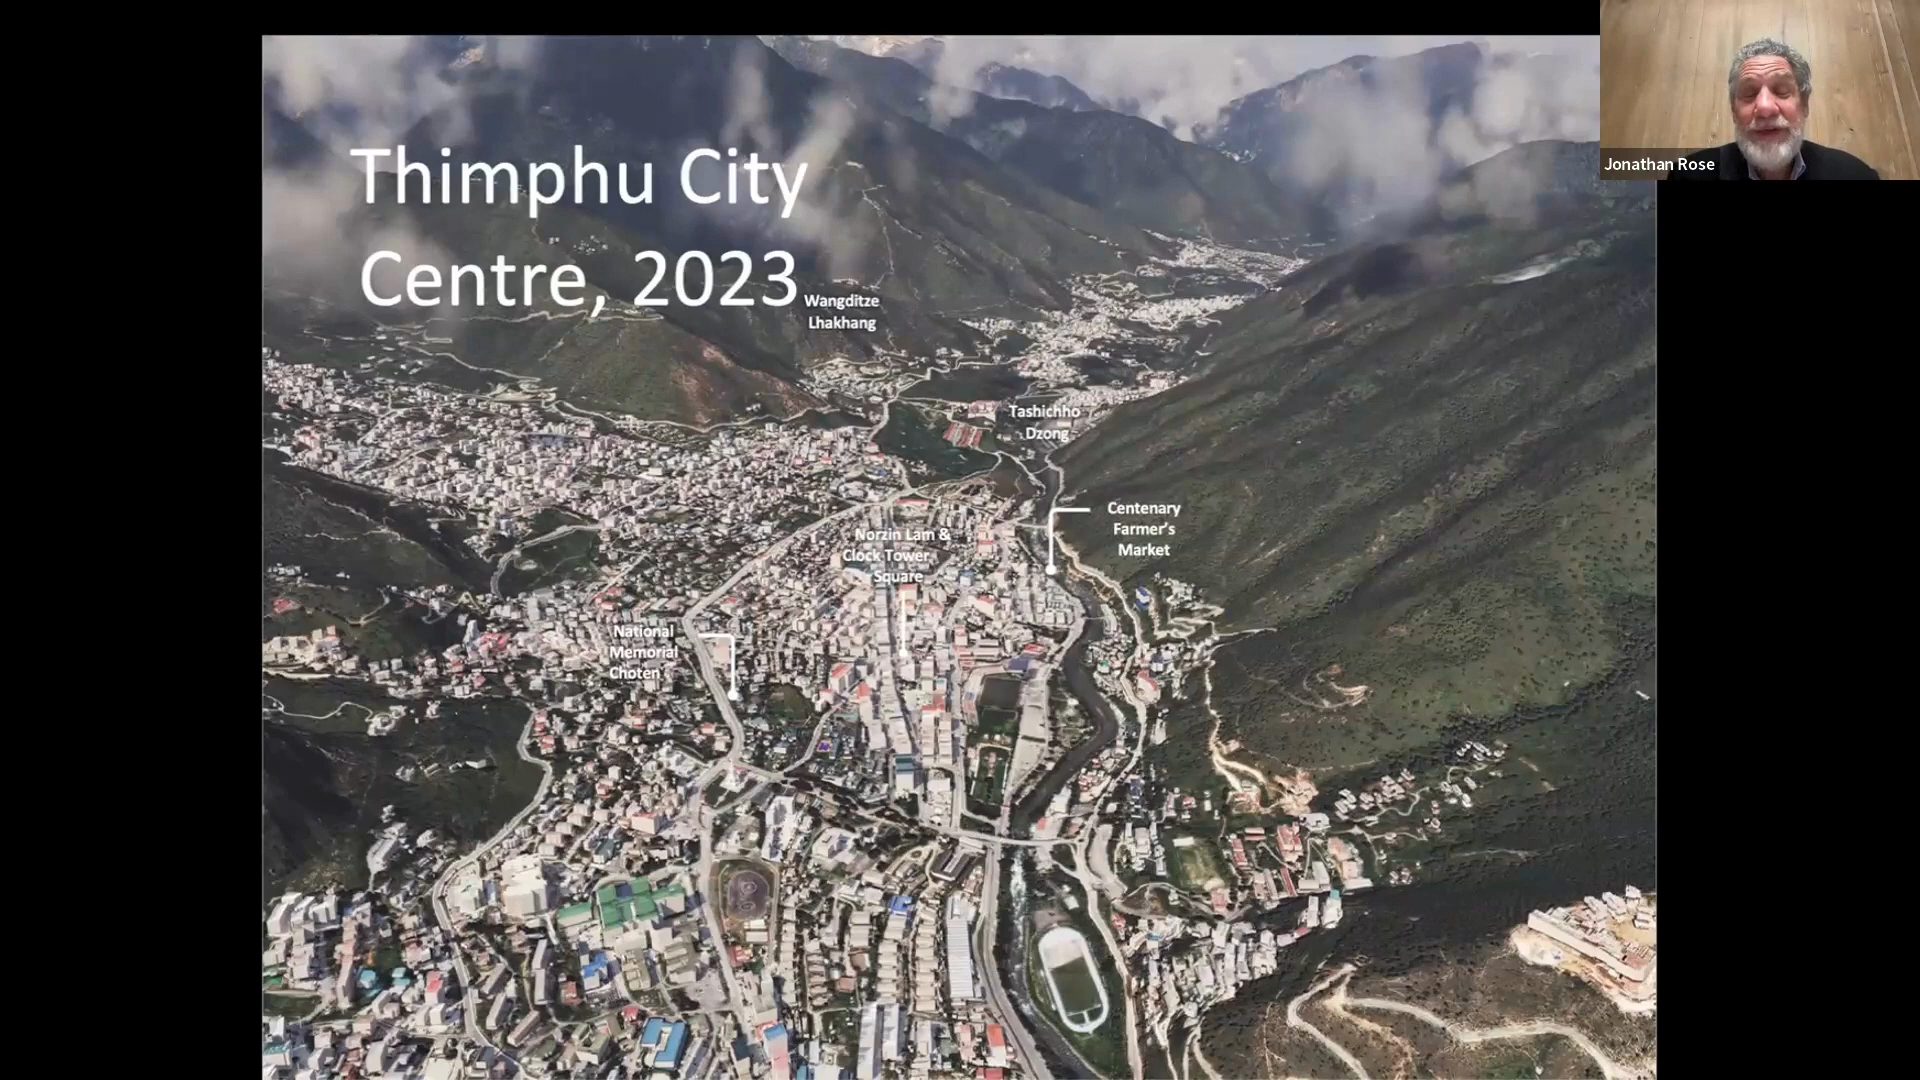 Thimphu City
Centre, 2023
Wangditze
Lhakhang
Tashichho
Dzong
Centenary
Farmer's
Market
Norzin Lam &
Clock Tower
Square
National
Memorial
Choten
Jonathan Rose